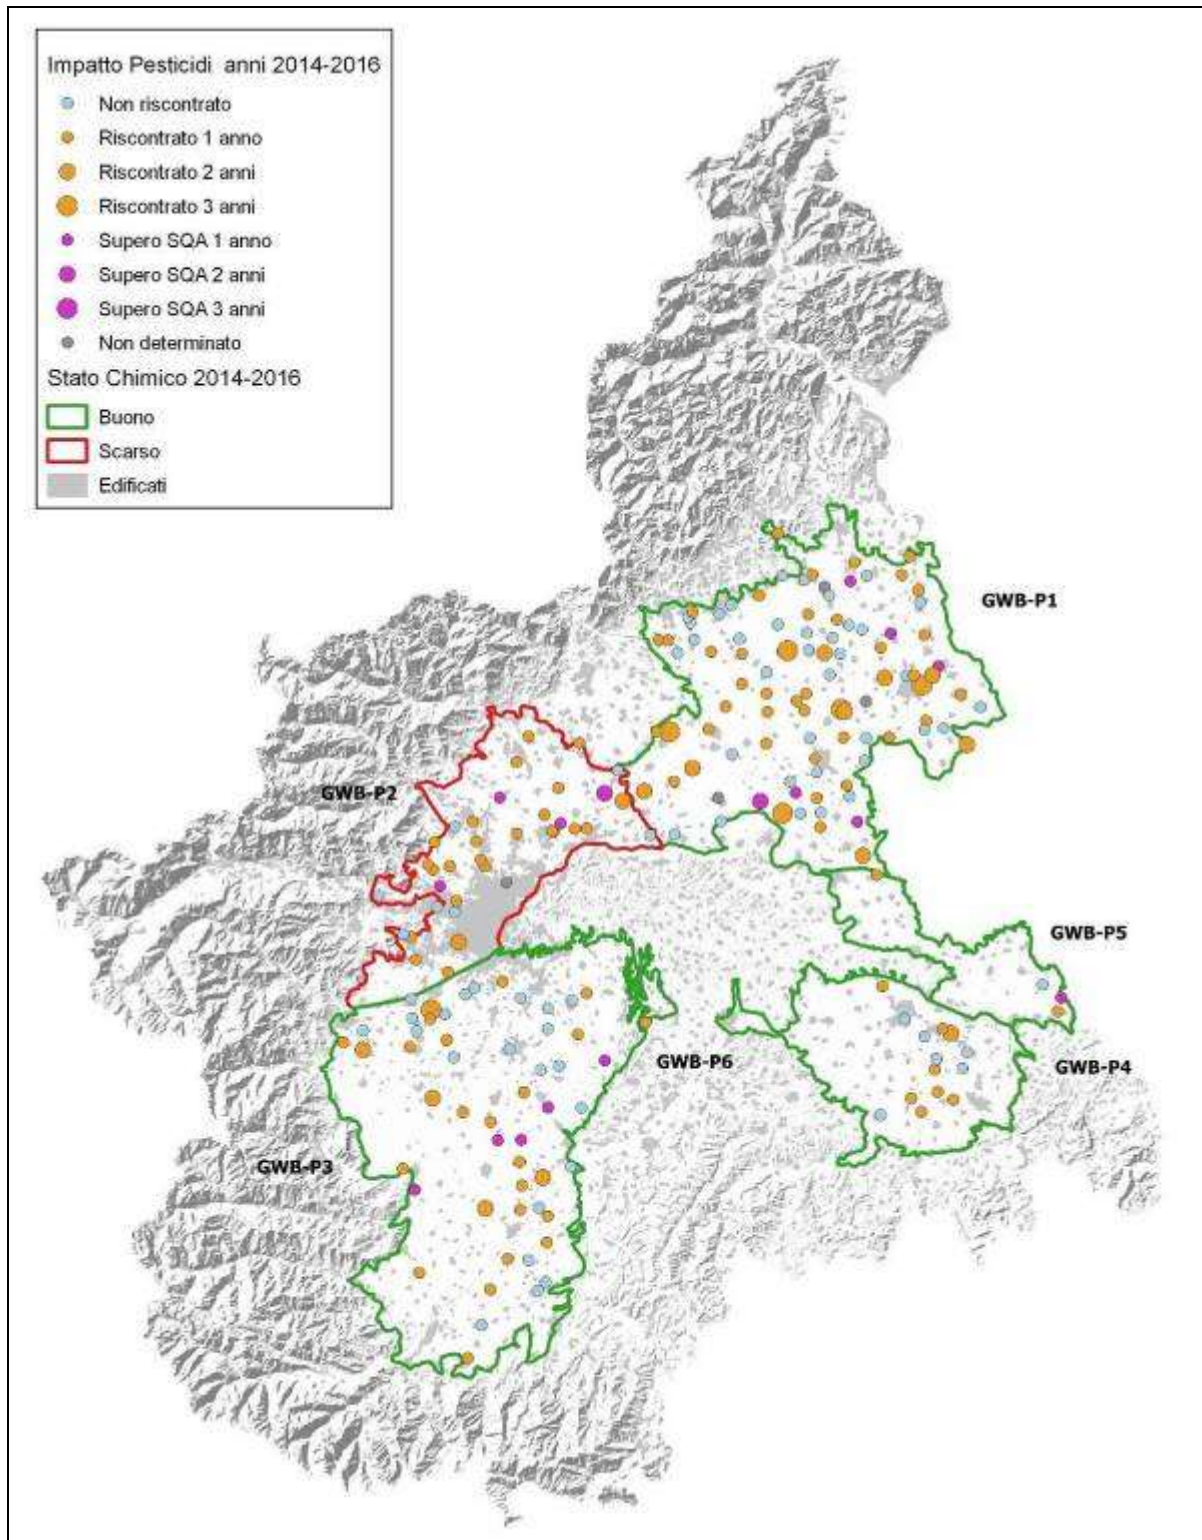 Impatto Pesticidi anni 2014-2016
Non riscontrato
Riscontrato 1 anno
Riscontrato 2 anni
Riscontrato 3 anni
Supero SQA 1 anno
Supero SQA 2 anni
Supero SQA 3 anni
Non determinato
Stato Chimico 2014-2016
Buono
Scarso
Edificati
GWB-P1
GWB-P2
GWB-P5
GWB-P6
GWB-P4
GWB-P3